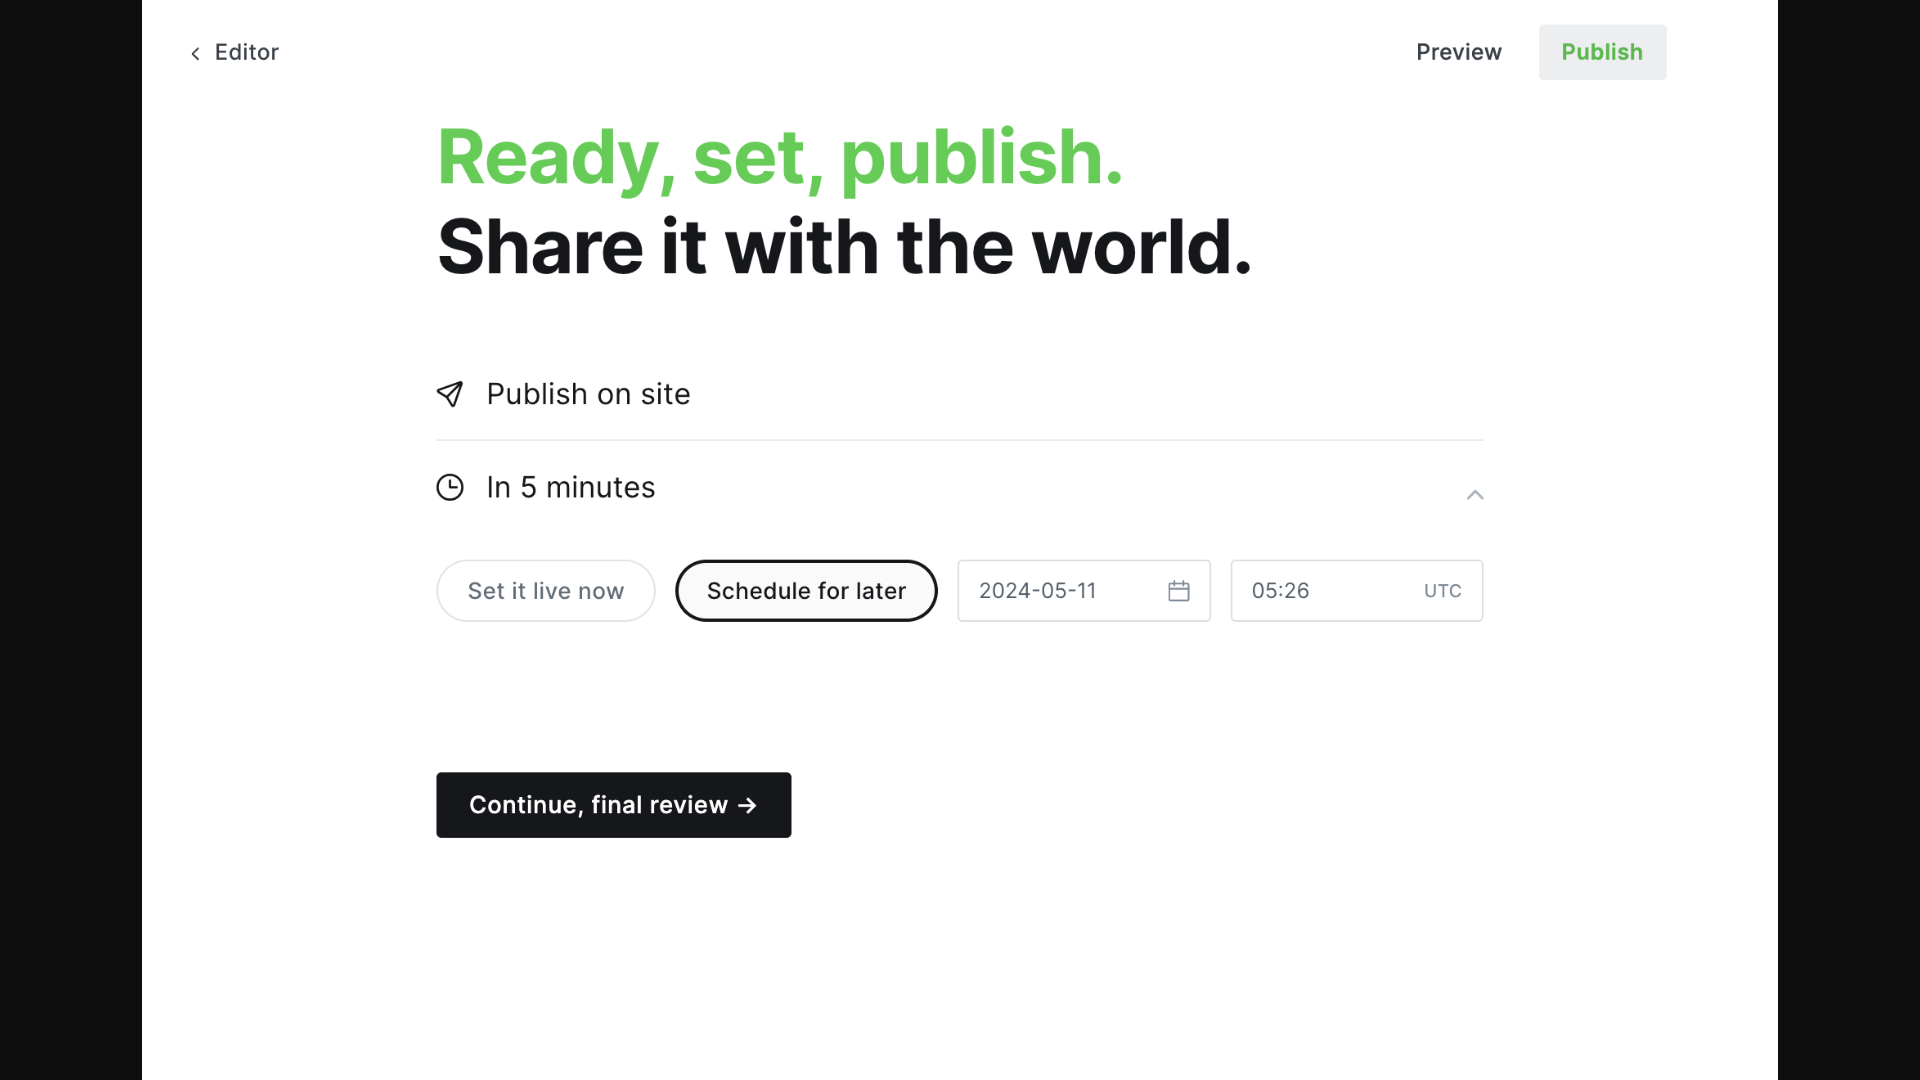 Editor
Preview
Publish
Ready, set, publish.
Share it with the world.
Publish on site
In 5 minutes
Set it live now
Schedule for later
2024-05-11
05:26
UTC
Continue, final review →